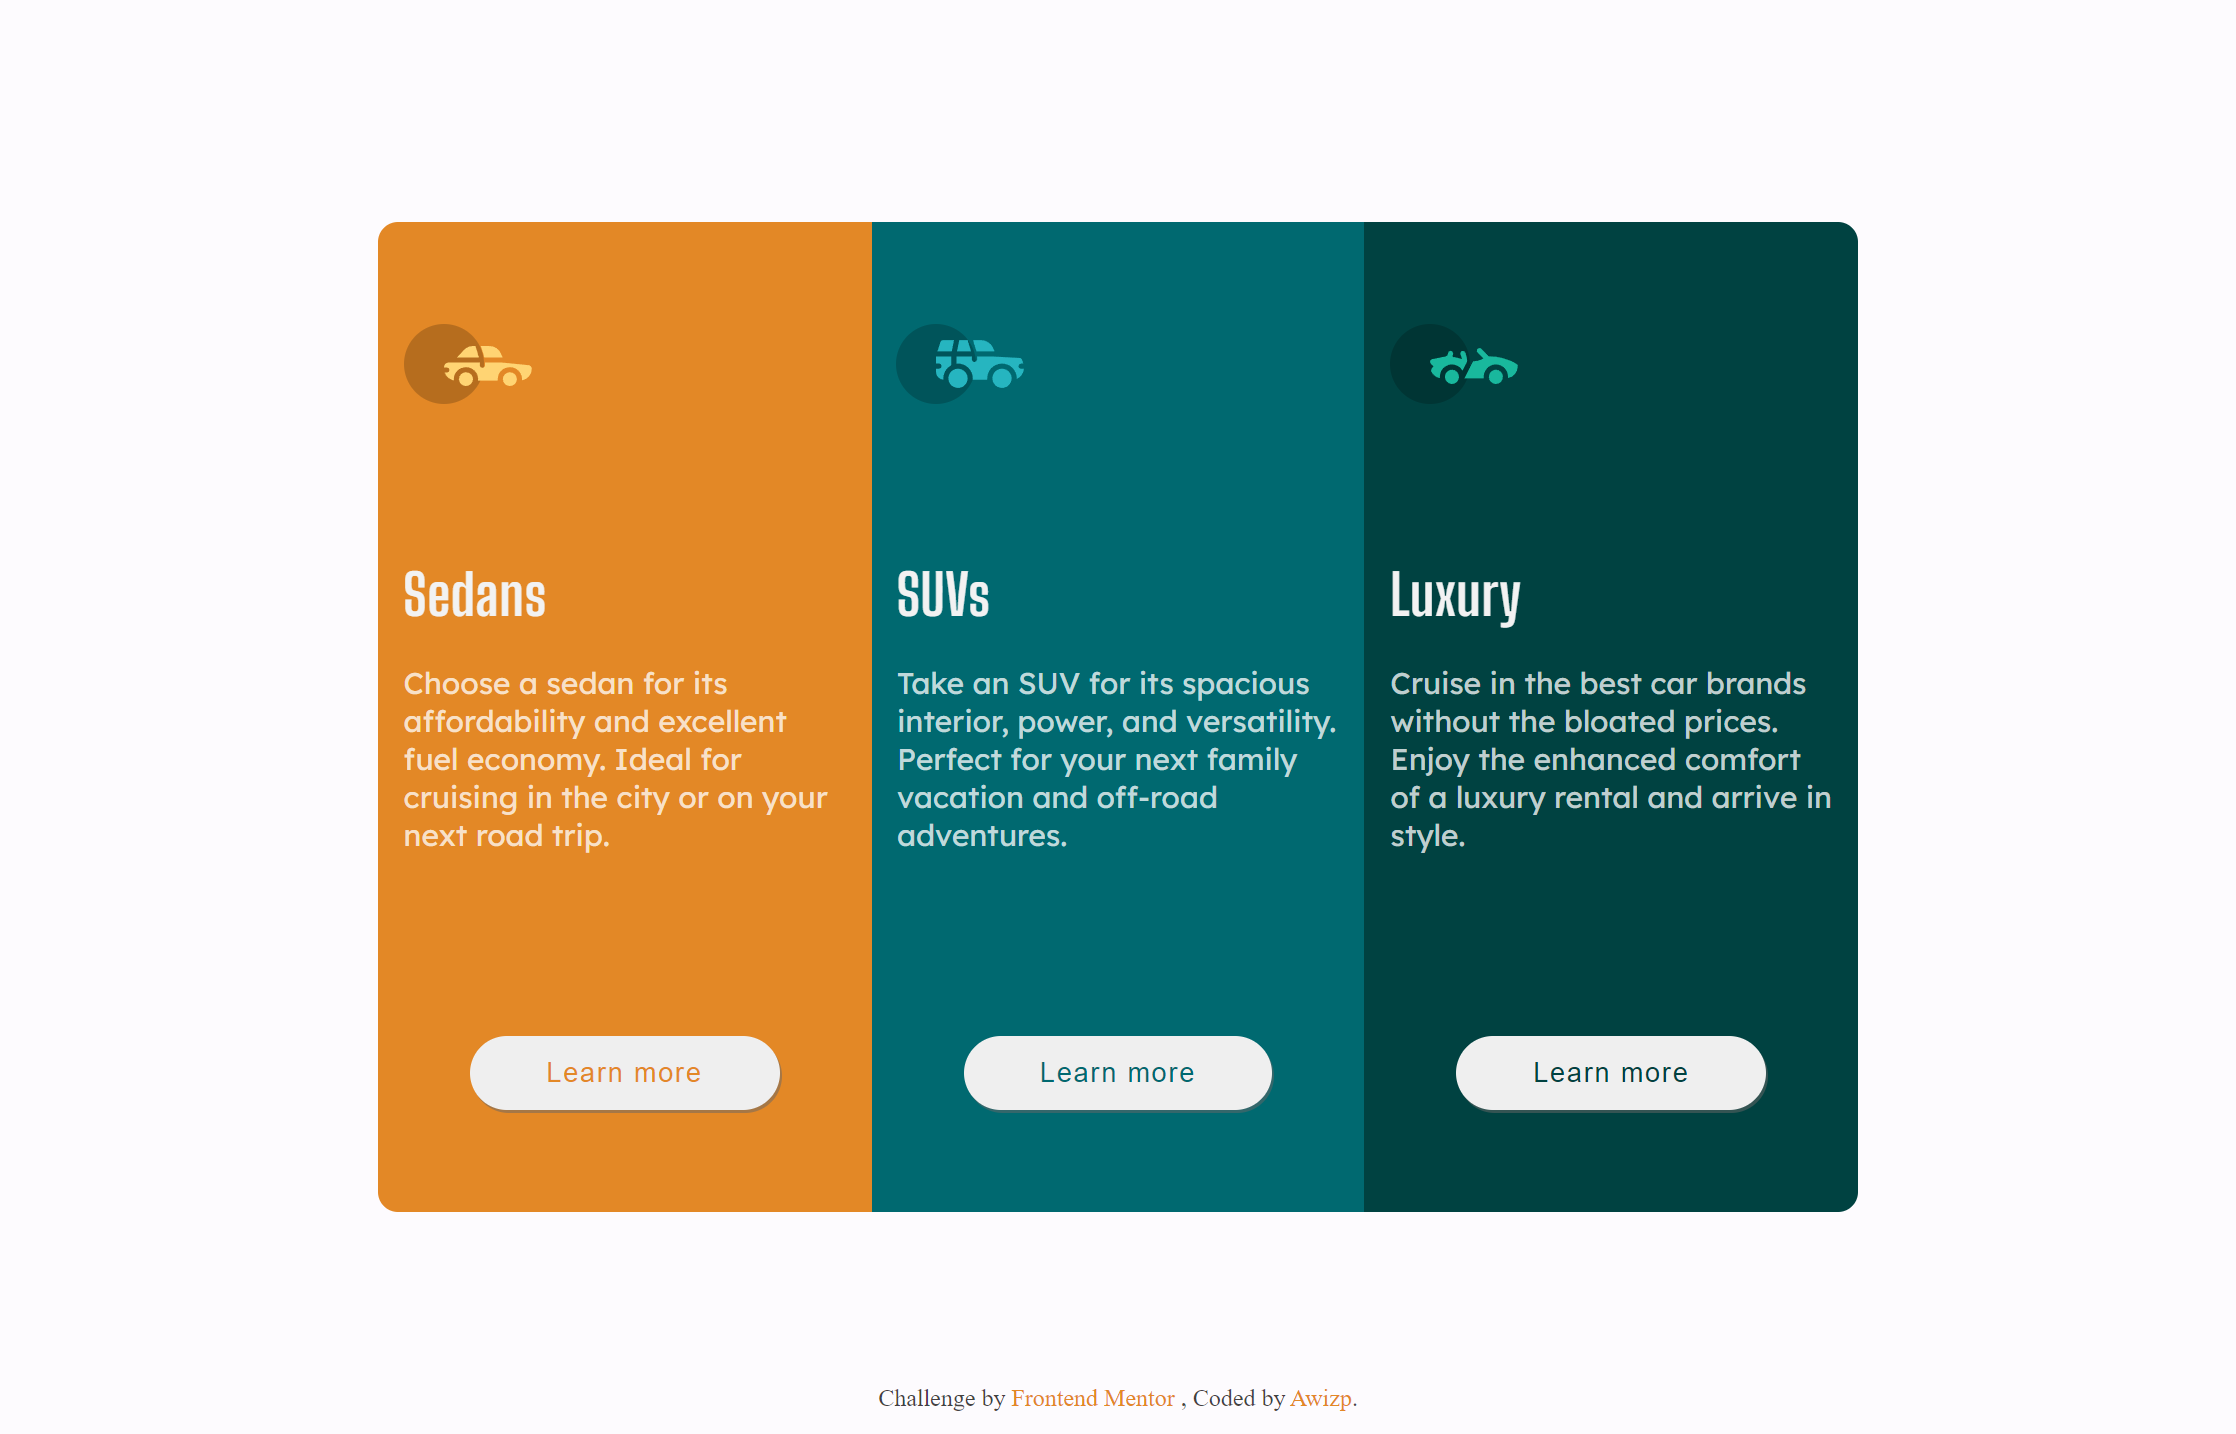 Sedans
Choose a sedan for its
affordability and excellent
fuel economy. Ideal for
cruising in the city or on your
next road trip.
Learn more
SUVs
Take an SUV for its spacious
interior, power, and versatility.
Perfect for your next family
vacation and off-road
adventures.
Learn more
Luxury
Cruise in the best car brands
without the bloated prices.
Enjoy the enhanced comfort
of a luxury rental and arrive in
style.
Learn more
Challenge by Frontend Mentor , Coded by Awizp.